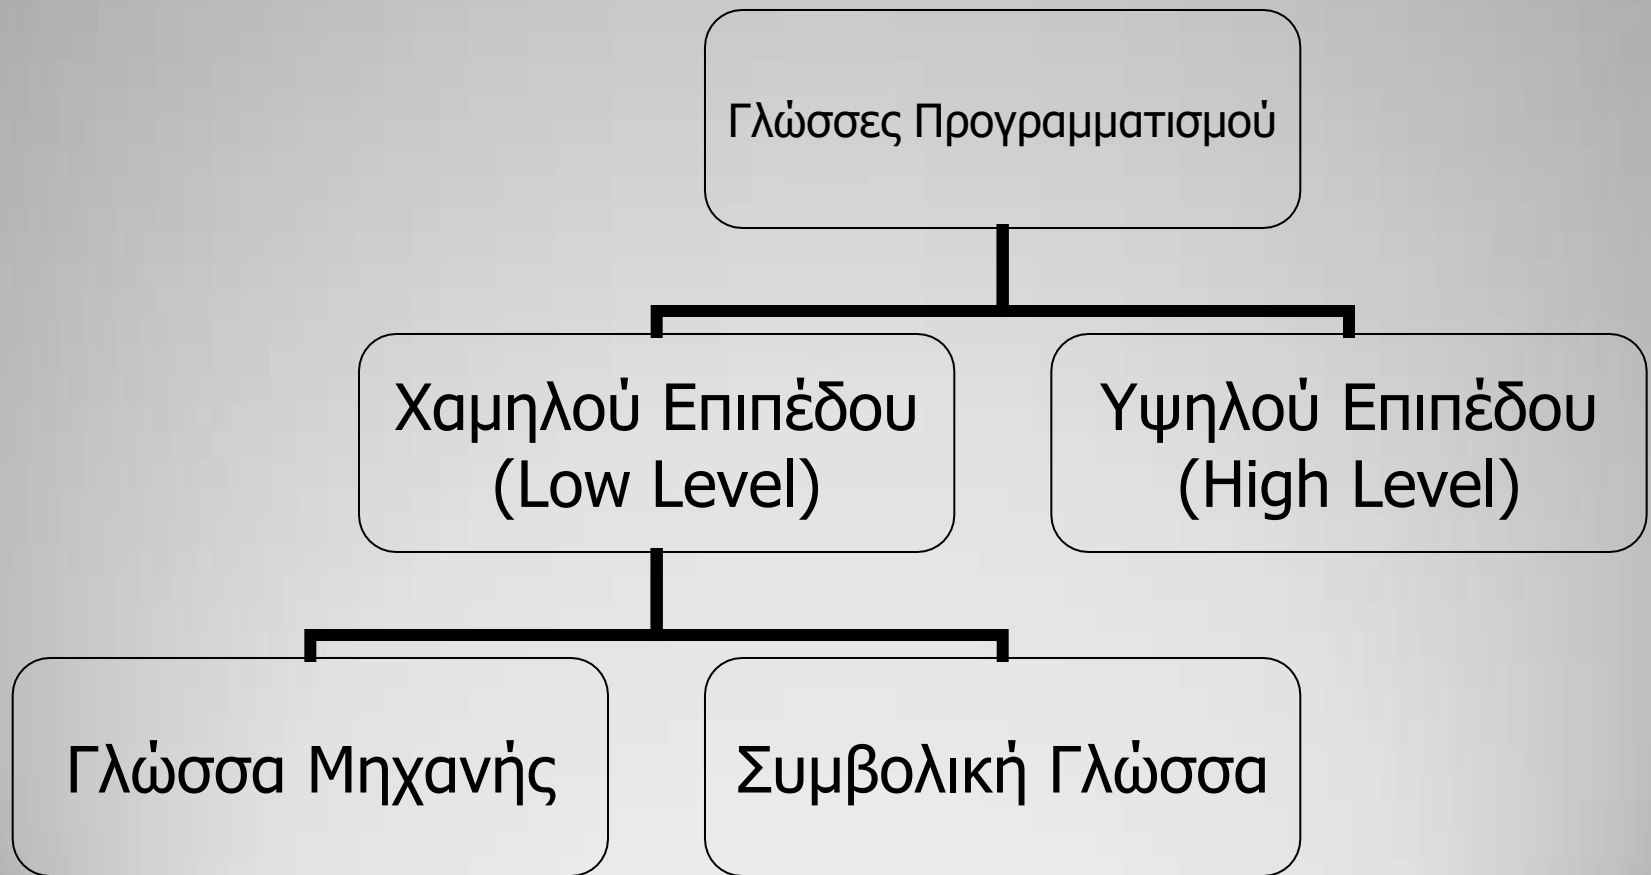 Γλώσσες Προγραμματισμού
Χαμηλού Επιπέδου
(Low Level)
Υψηλού Επιπέδου
(High Level)
Γλώσσα Μηχανής
Συμβολική Γλώσσα